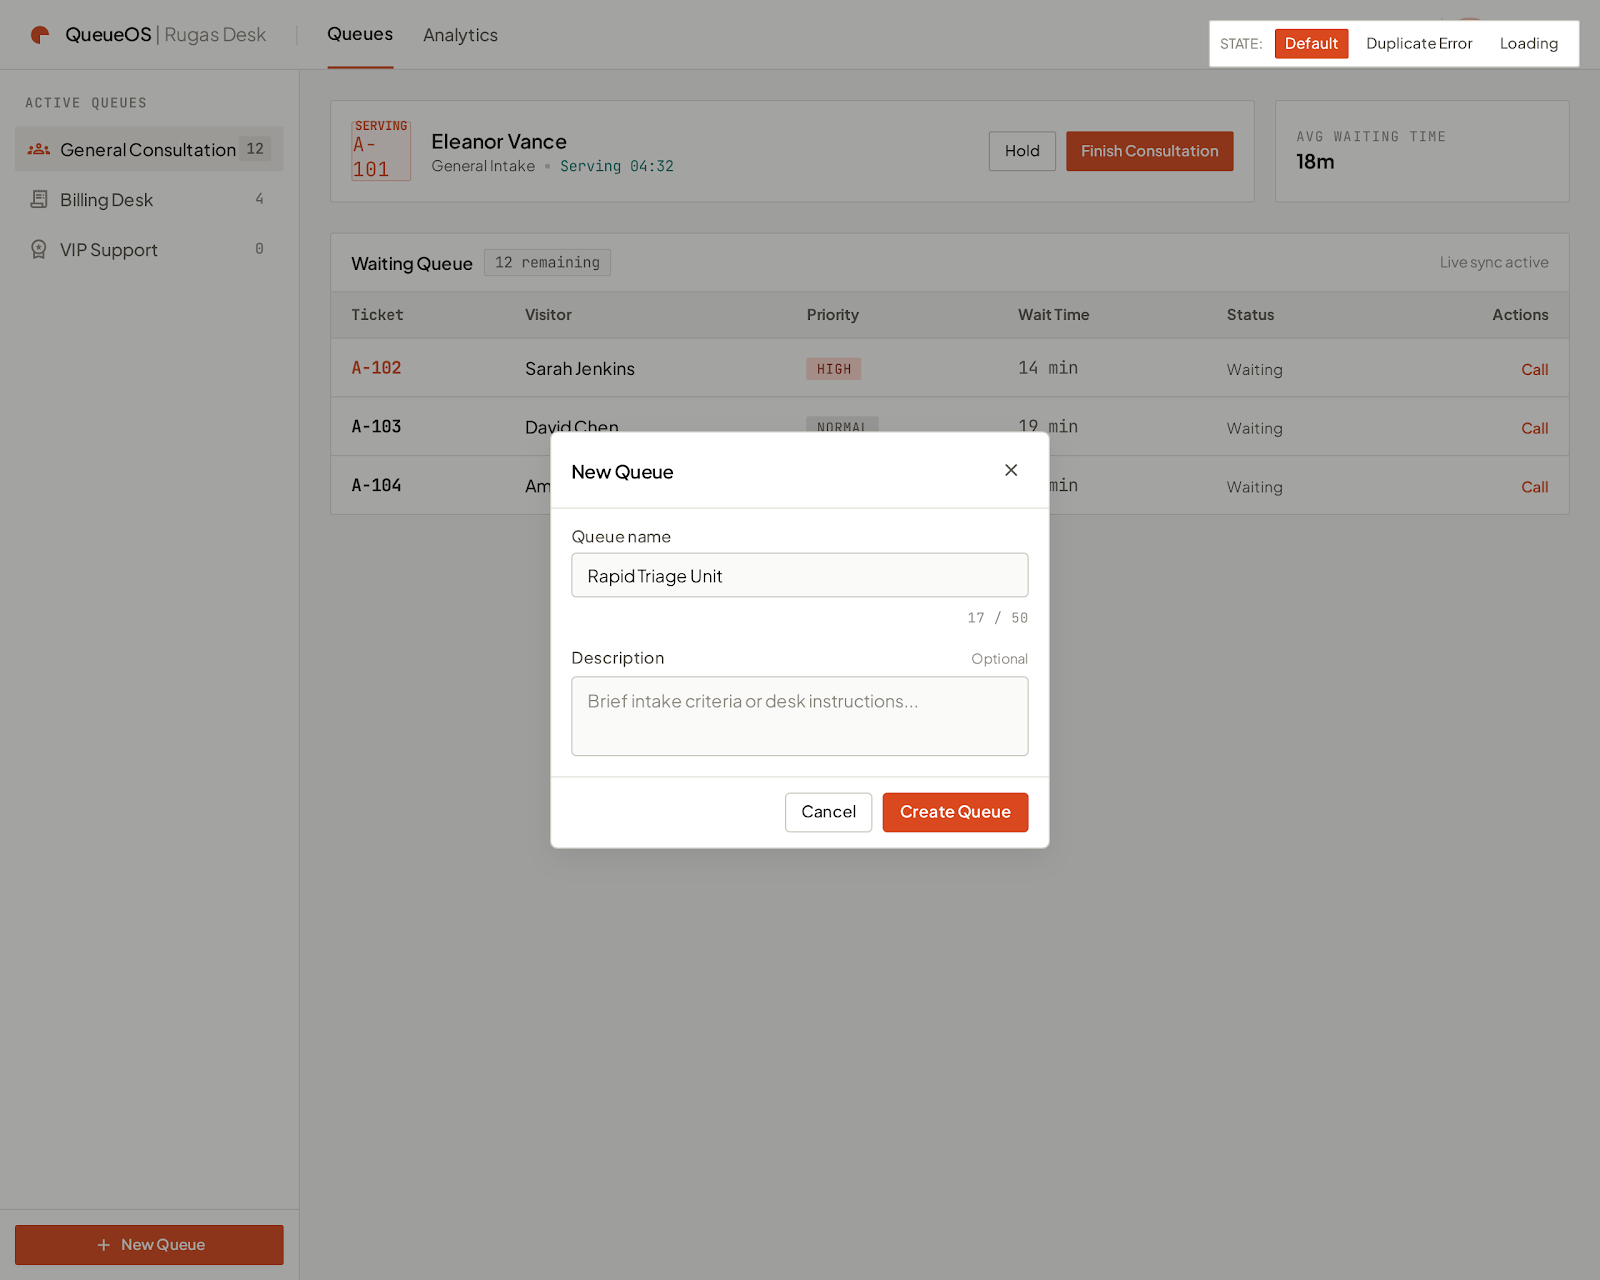 QueueOS | Rugas Desk
Queues
Analytics
STATE:
Default
Duplicate Error
Loading
ACTIVE QUEUES
General Consultation 12
Billing Desk 4
VIP Support 0
SERVING
A-
101
Eleanor Vance
General Intake • Serving 04:32
Hold
Finish Consultation
AVG WAITING TIME
18m
Waiting Queue
12 remaining
Live sync active
Ticket Visitor Priority Wait Time Status Actions
A-102 Sarah Jenkins HIGH 14 min Waiting Call
A-103 David Chen NORMAL 19 min Waiting Call
A-104 Am min Waiting Call
New Queue
Queue name
Rapid Triage Unit
17 / 50
Description
Optional
Brief intake criteria or desk instructions...
Cancel
Create Queue
+ New Queue